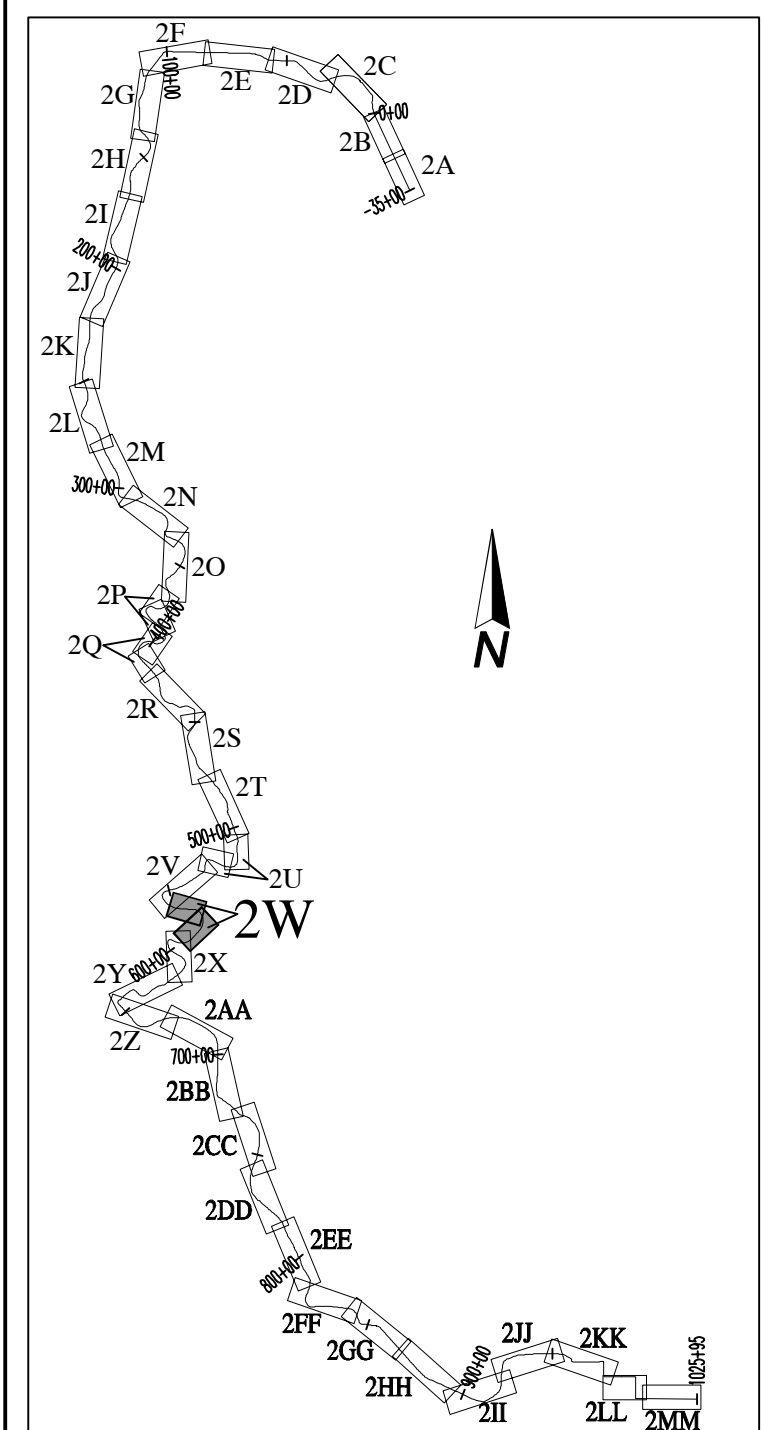 2F
2C
2E
2D
100+00
2G
0+00
2B
2H
2A
-35+00
2I
200+00
2J
2K
2L
2M
300+00
2N
2O
2P
400+00
2Q
N
2R
2S
2T
500+00
2V
2U
2W
600+00
2X
2Y
2AA
2Z
700+00
2BB
2CC
2DD
2EE
800+00
2FF
2JJ
2KK
2GG
900+00
1025+95
2HH
2II
2LL
2MM